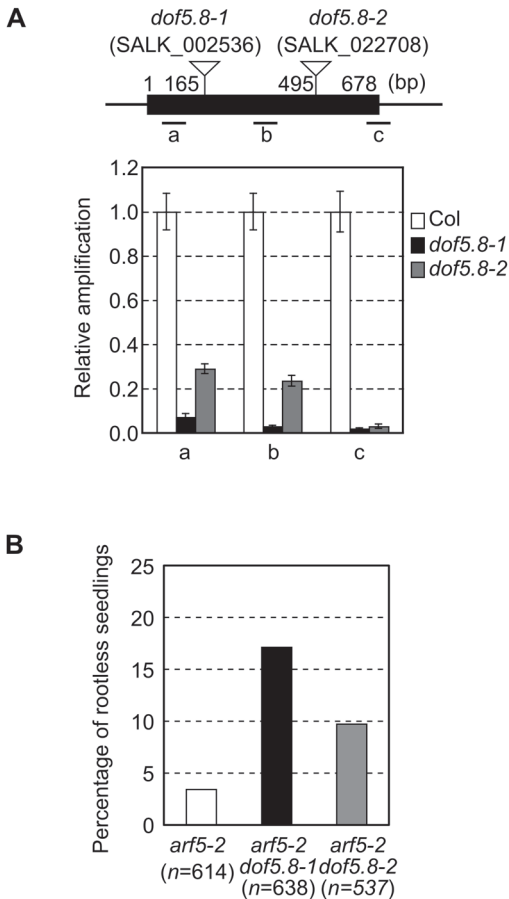 A
dof5.8-1 dof5.8-2
(SALK_002536) (SALK_022708)
1 165 495 678 (bp)
a b c
1.2
1.0
0.8
0.6
0.4
0.2
0.0
Relative amplification
Col
dof5.8-1
dof5.8-2
a b c
B
25
20
15
10
5
0
Percentage of rootless seedlings
arf5-2 arf5-2 arf5-2
(n=614) dof5.8-1 dof5.8-2
(n=638) (n=537)